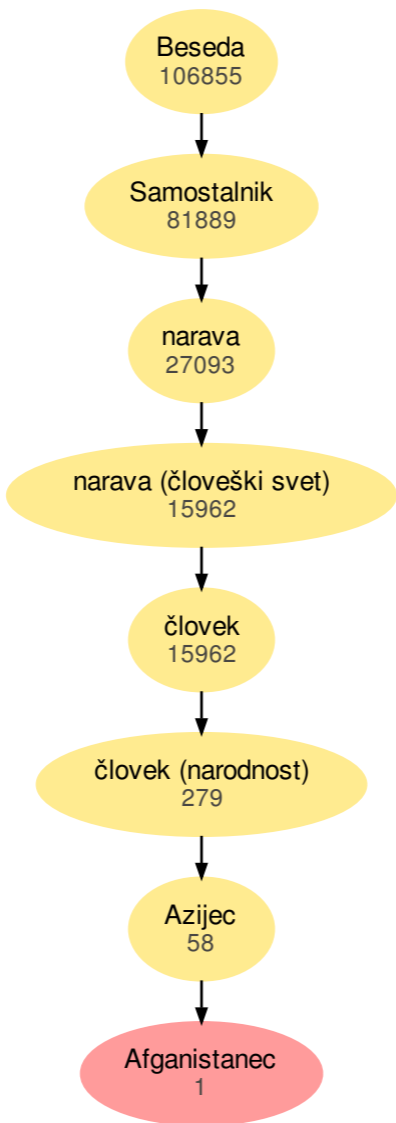 Beseda
106855
Samostalnik
81889
narava
27093
narava (človeški svet)
15962
človek
15962
človek (narodnost)
279
Azijec
58
Afganistanec
1